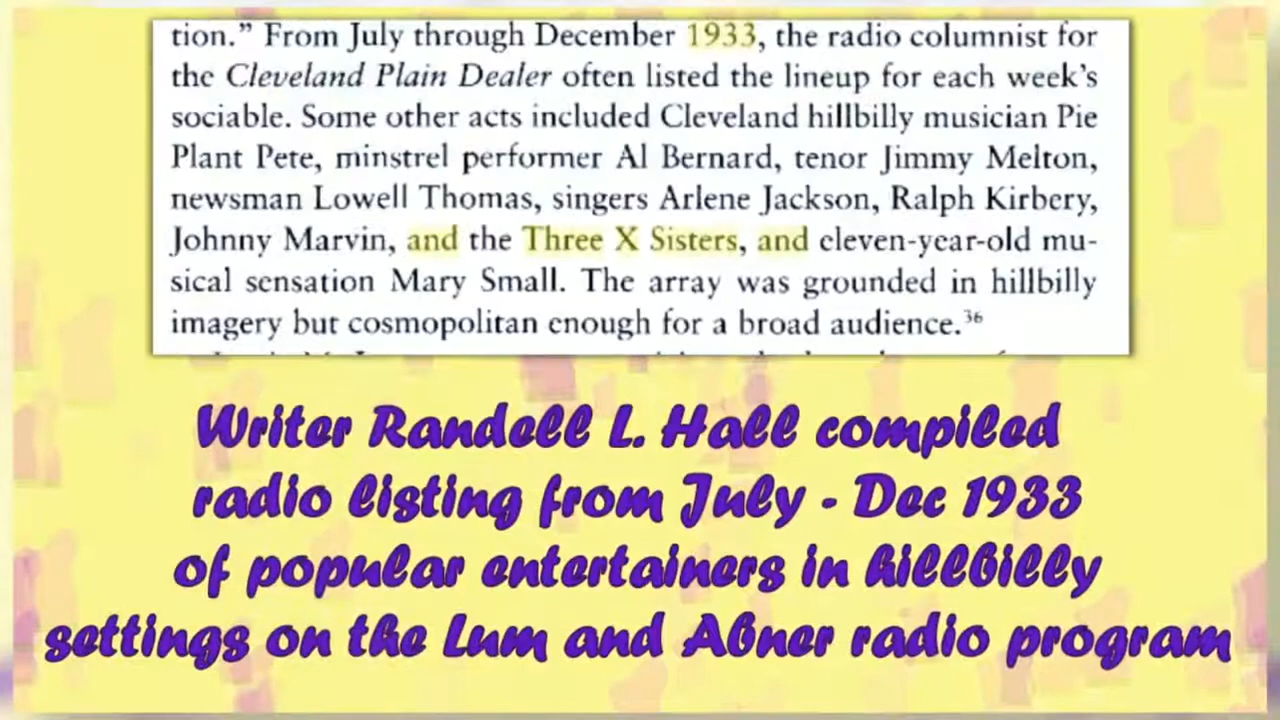 tion.” From July through December 1933, the radio columnist for
the Cleveland Plain Dealer often listed the lineup for each week’s
sociable. Some other acts included Cleveland hillbilly musician Pie
Plant Pete, minstrel performer Al Bernard, tenor Jimmy Melton,
newsman Lowell Thomas, singers Arlene Jackson, Ralph Kirbery,
Johnny Marvin, and the Three X Sisters, and cleven-year-old mu-
sical sensation Mary Small. The array was grounded in hillbilly
imagery but cosmopolitan enough for a broad audience.36
Writer Randell L. Hall compiled
radio listing from July - Dec 1933
of popular entertainers in hillbilly
settings on the Lum and Abner radio program